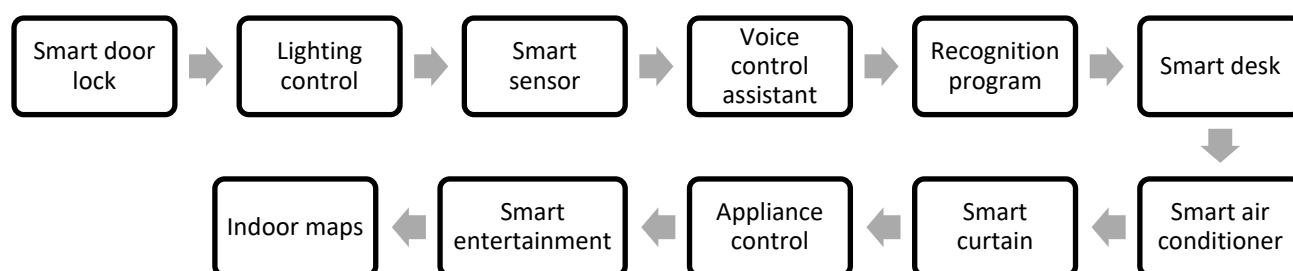 Smart door
lock
Lighting
control
Smart
sensor
Voice
control
assistant
Recognition
program
Smart desk
Smart air
conditioner
Smart
curtain
Appliance
control
Smart
entertainment
Indoor maps